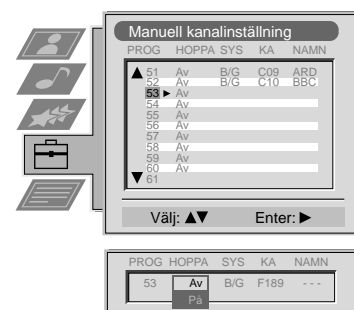 Manuell kanalinställning
PROG HOPPA SYS KA NAMN
▲ 51 Av B/G C09 ARD
52 Av B/G C10 BBC
53 ► Av
54 Av
55 Av
56 Av
57 Av
58 Av
59 Av
60 Av
▼ 61
Välj: ▲▼ Enter: ►
PROG HOPPA SYS KA NAMN
53 Av B/G F189 - - -
På